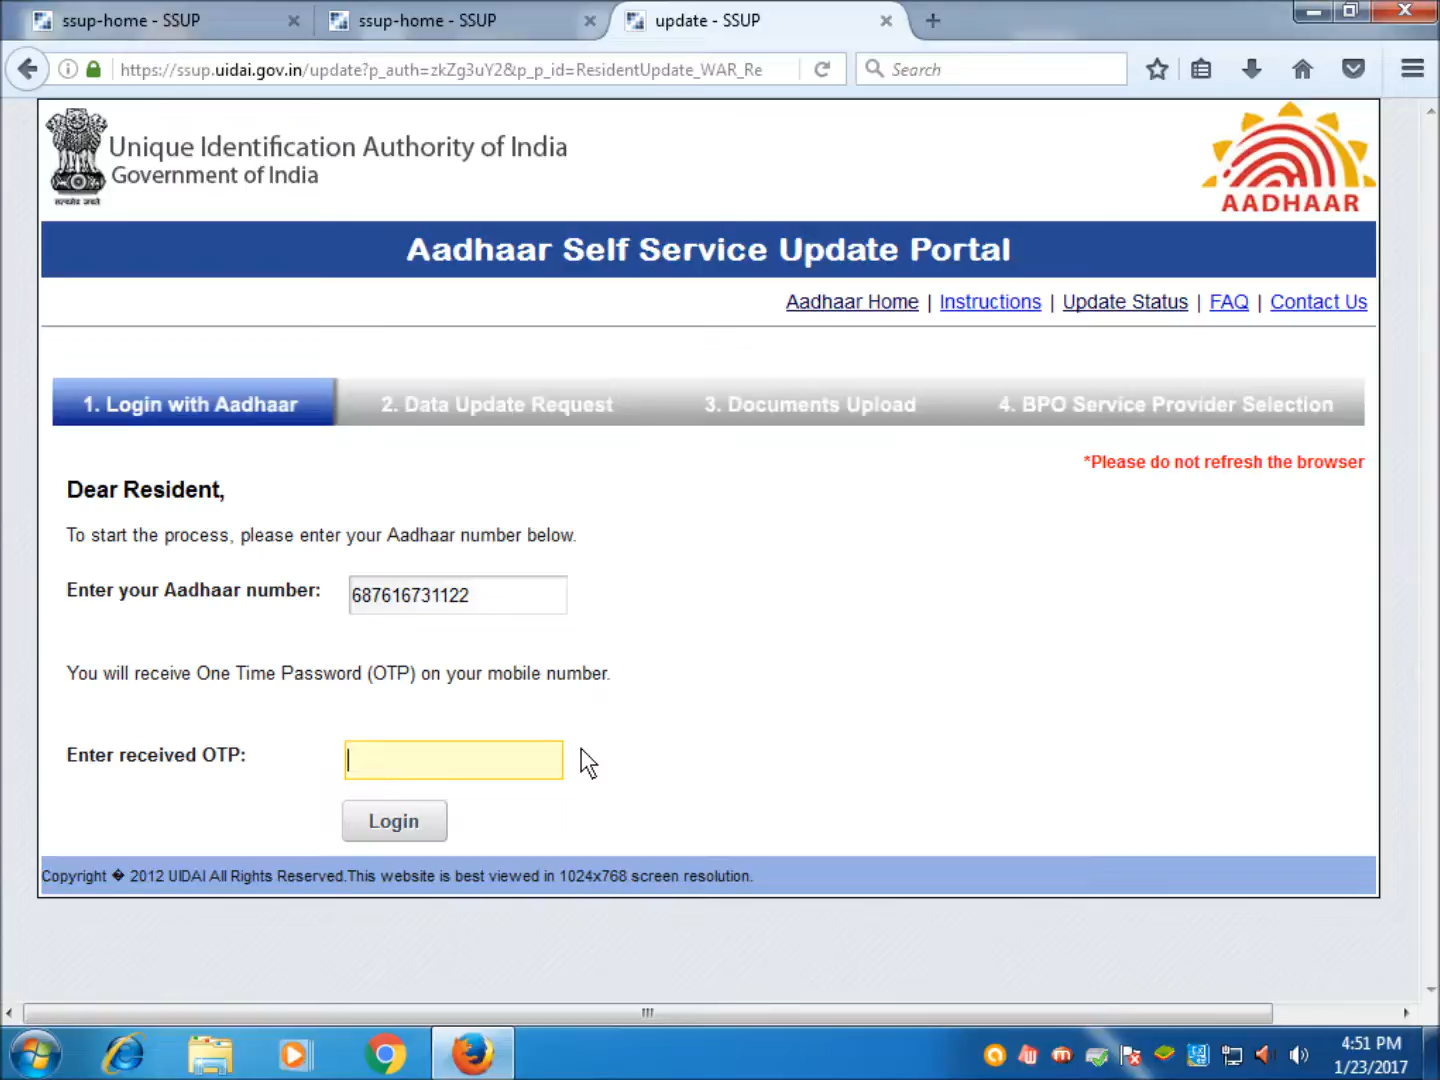 ssup-home - SSUP
ssup-home - SSUP
update - SSUP
https://ssup.uidai.gov.in/update?p_auth=zkZg3uY2&p_p_id=ResidentUpdate_WAR_Re
Search
Unique Identification Authority of India
Government of India
AADHAAR
Aadhaar Self Service Update Portal
Aadhaar Home | Instructions | Update Status | FAQ | Contact Us
1. Login with Aadhaar 2. Data Update Request 3. Documents Upload 4. BPO Service Provider Selection
*Please do not refresh the browser
Dear Resident,
To start the process, please enter your Aadhaar number below.
Enter your Aadhaar number: 687616731122
You will receive One Time Password (OTP) on your mobile number.
Enter received OTP:
Login
Copyright � 2012 UIDAI All Rights Reserved.This website is best viewed in 1024x768 screen resolution.
4:51 PM
1/23/2017